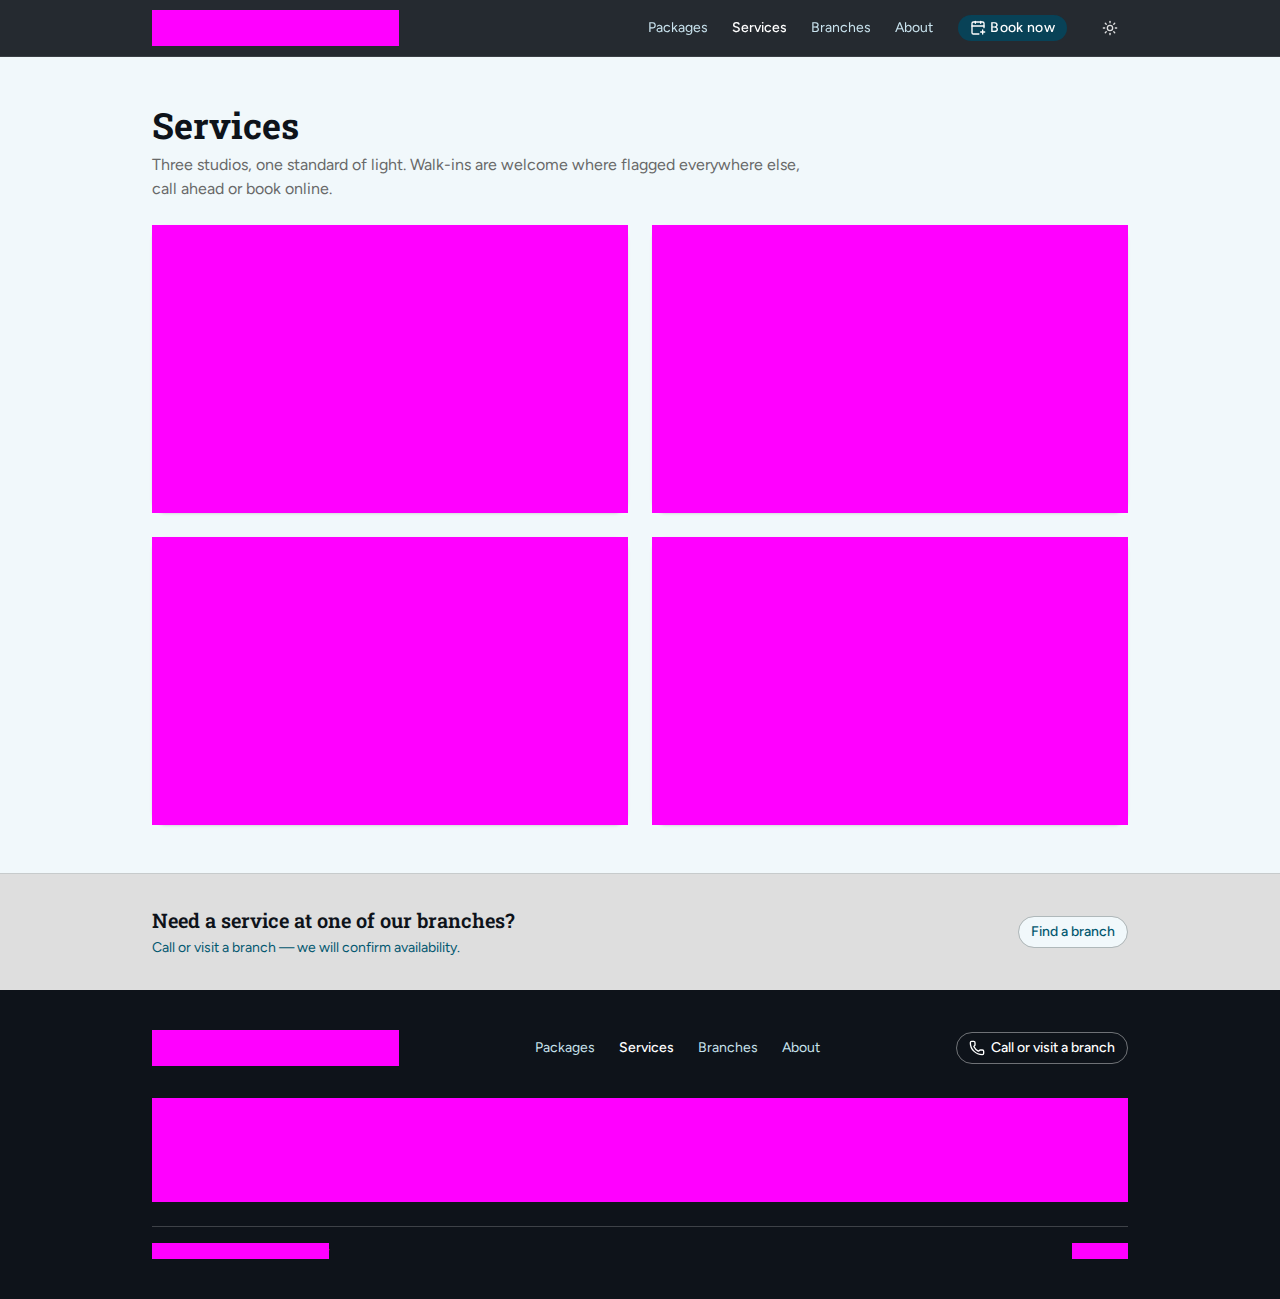 Packages Services Branches About Book now
Services
Three studios, one standard of light. Walk-ins are welcome where flagged everywhere else,
call ahead or book online.
Need a service at one of our branches?
Call or visit a branch — we will confirm availability.
Find a branch
Packages Services Branches About Call or visit a branch